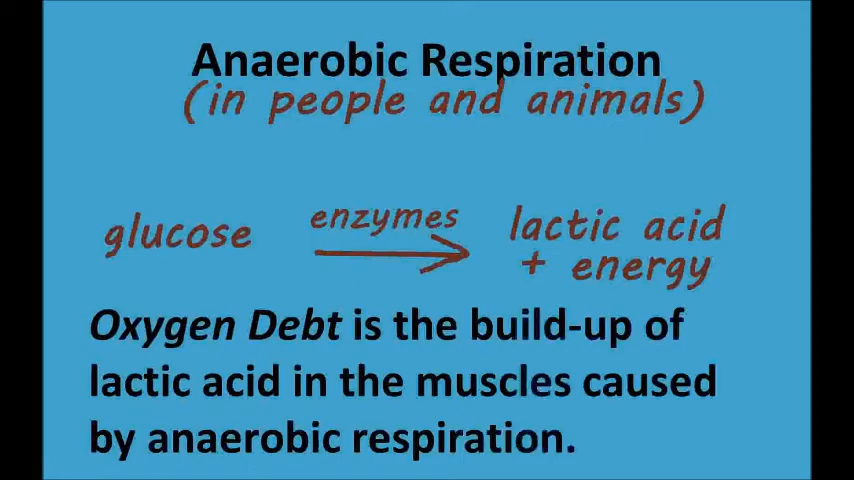 Anaerobic Respiration
(in people and animals)
glucose
enzymes
lactic acid
+ energy
Oxygen Debt is the build-up of
lactic acid in the muscles caused
by anaerobic respiration.